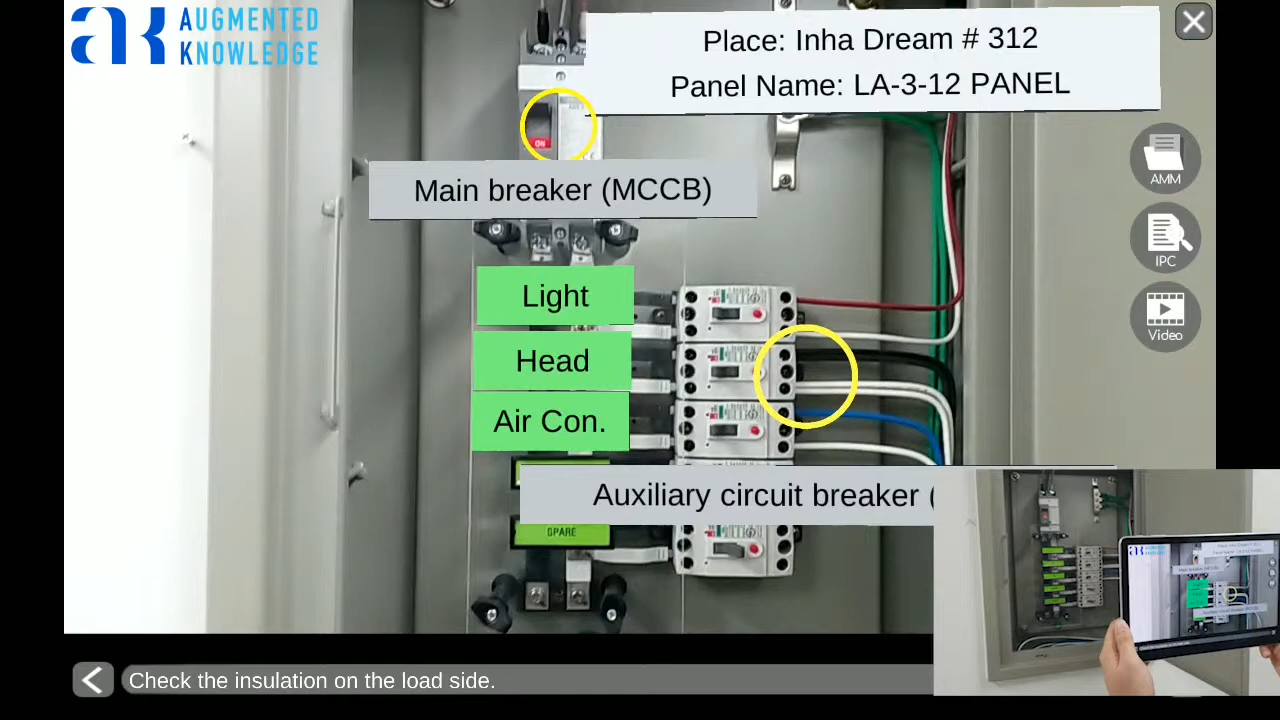 AUGMENTED
KNOWLEDGE
Place: Inha Dream # 312
Panel Name: LA-3-12 PANEL
ON
Main breaker (MCCB)
AMM
IPC
Video
Light
Head
Air Con.
Auxiliary circuit breaker (
SPARE
Check the insulation on the load side.